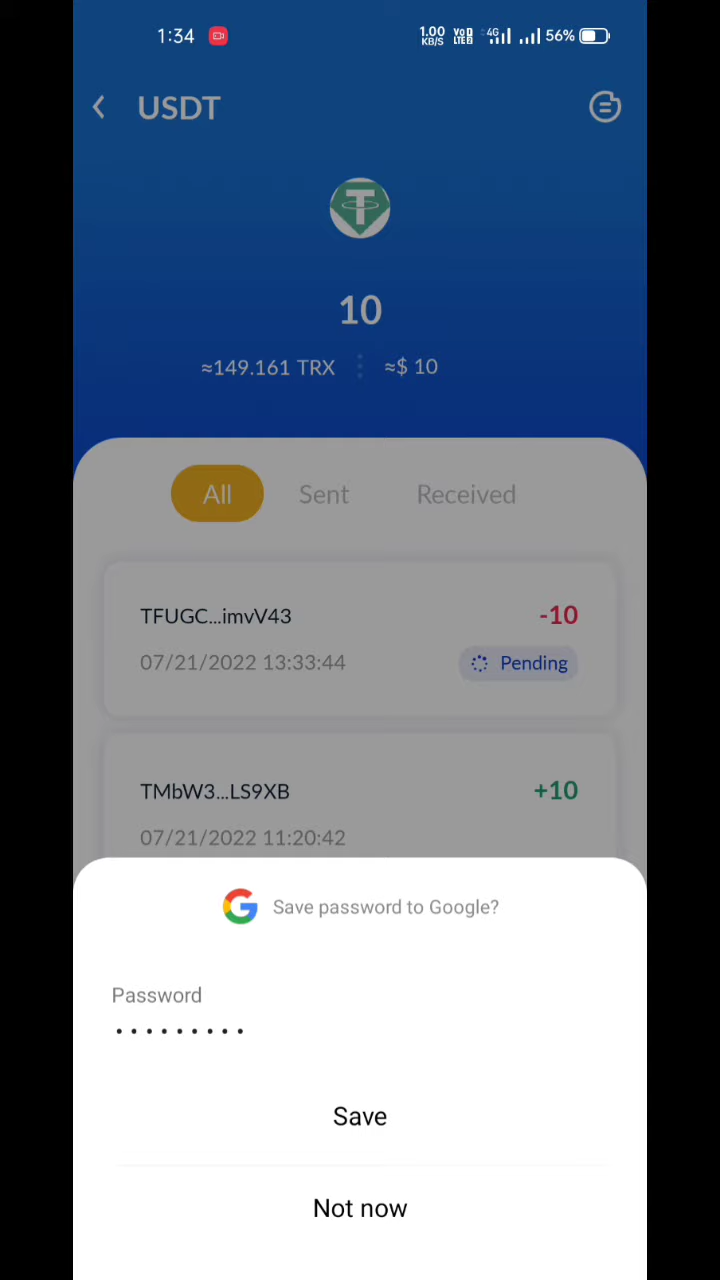 1:34 1.00 KB/S VoD LTE2 4G 56%
USDT
10
≈149.161 TRX ≈$ 10
All Sent Received
TFUGC...imvV43 -10
07/21/2022 13:33:44 Pending
TMbW3...LS9XB +10
07/21/2022 11:20:42
Save password to Google?
Password
•••••••••
Save
Not now